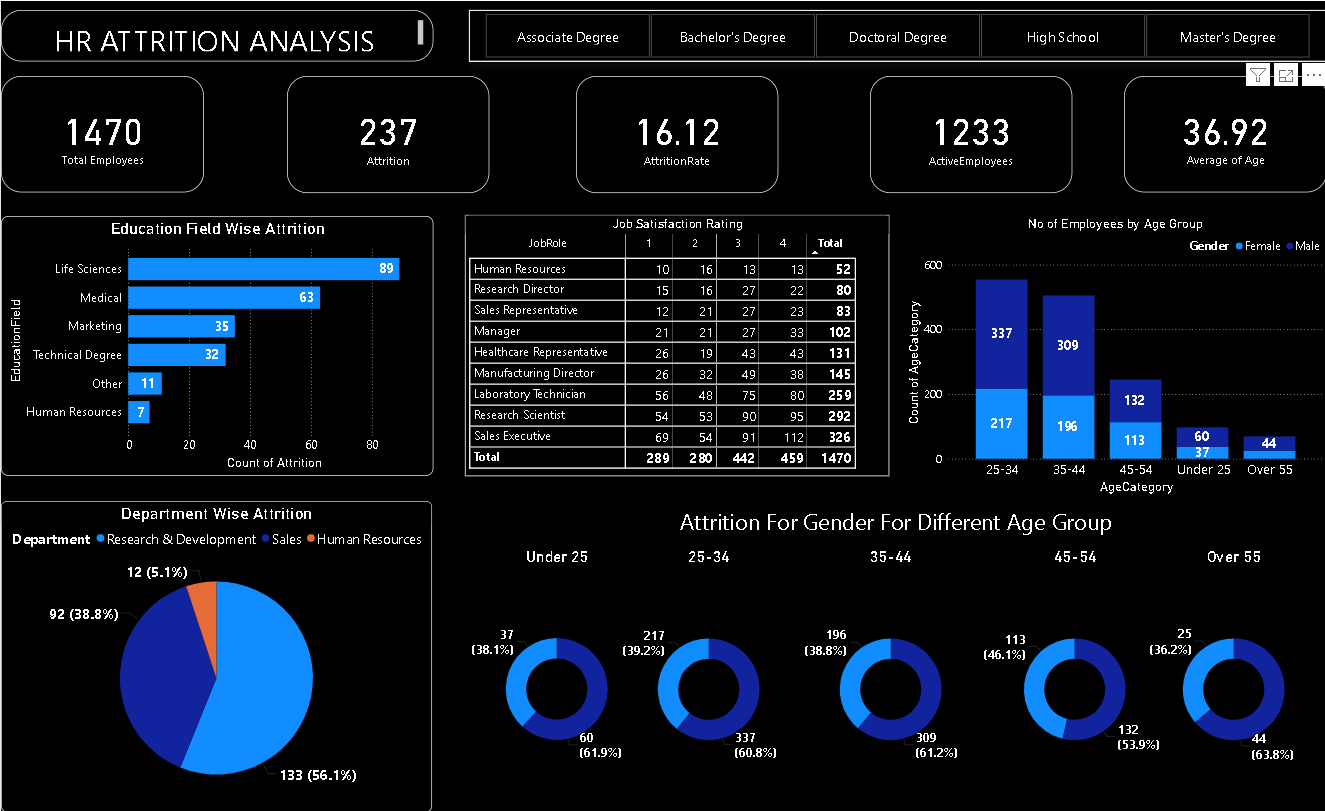 HR ATTRITION ANALYSIS
Associate Degree Bachelor's Degree Doctoral Degree High School Master's Degree
1470 237 16.12 1233 36.92
Total Employees Attrition AttritionRate ActiveEmployees Average of Age
Education Field Wise Attrition
EducationField
Life Sciences 89
Medical 63
Marketing 35
Technical Degree 32
Other 11
Human Resources 7
0 20 40 60 80
Count of Attrition
Job Satisfaction Rating
JobRole 1 2 3 4 Total
Human Resources 10 16 13 13 52
Research Director 15 16 27 22 80
Sales Representative 12 21 27 23 83
Manager 21 21 27 33 102
Healthcare Representative 26 19 43 43 131
Manufacturing Director 26 32 49 38 145
Laboratory Technician 56 48 75 80 259
Research Scientist 54 53 90 95 292
Sales Executive 69 54 91 112 326
Total 289 280 442 459 1470
No of Employees by Age Group
Gender Female Male
Count of AgeCategory
600
400
200
0
337 309 132 60 44
217 196 113 37
25-34 35-44 45-54 Under 25 Over 55
AgeCategory
Department Wise Attrition
Department Research & Development Sales Human Resources
12 (5.1%)
92 (38.8%)
133 (56.1%)
Attrition For Gender For Different Age Group
Under 25 25-34 35-44 45-54 Over 55
37 217 196 113 25
(38.1%) (39.2%) (38.8%) (46.1%) (36.2%)
60 337 309 132 44
(61.9%) (60.8%) (61.2%) (53.9%) (63.8%)